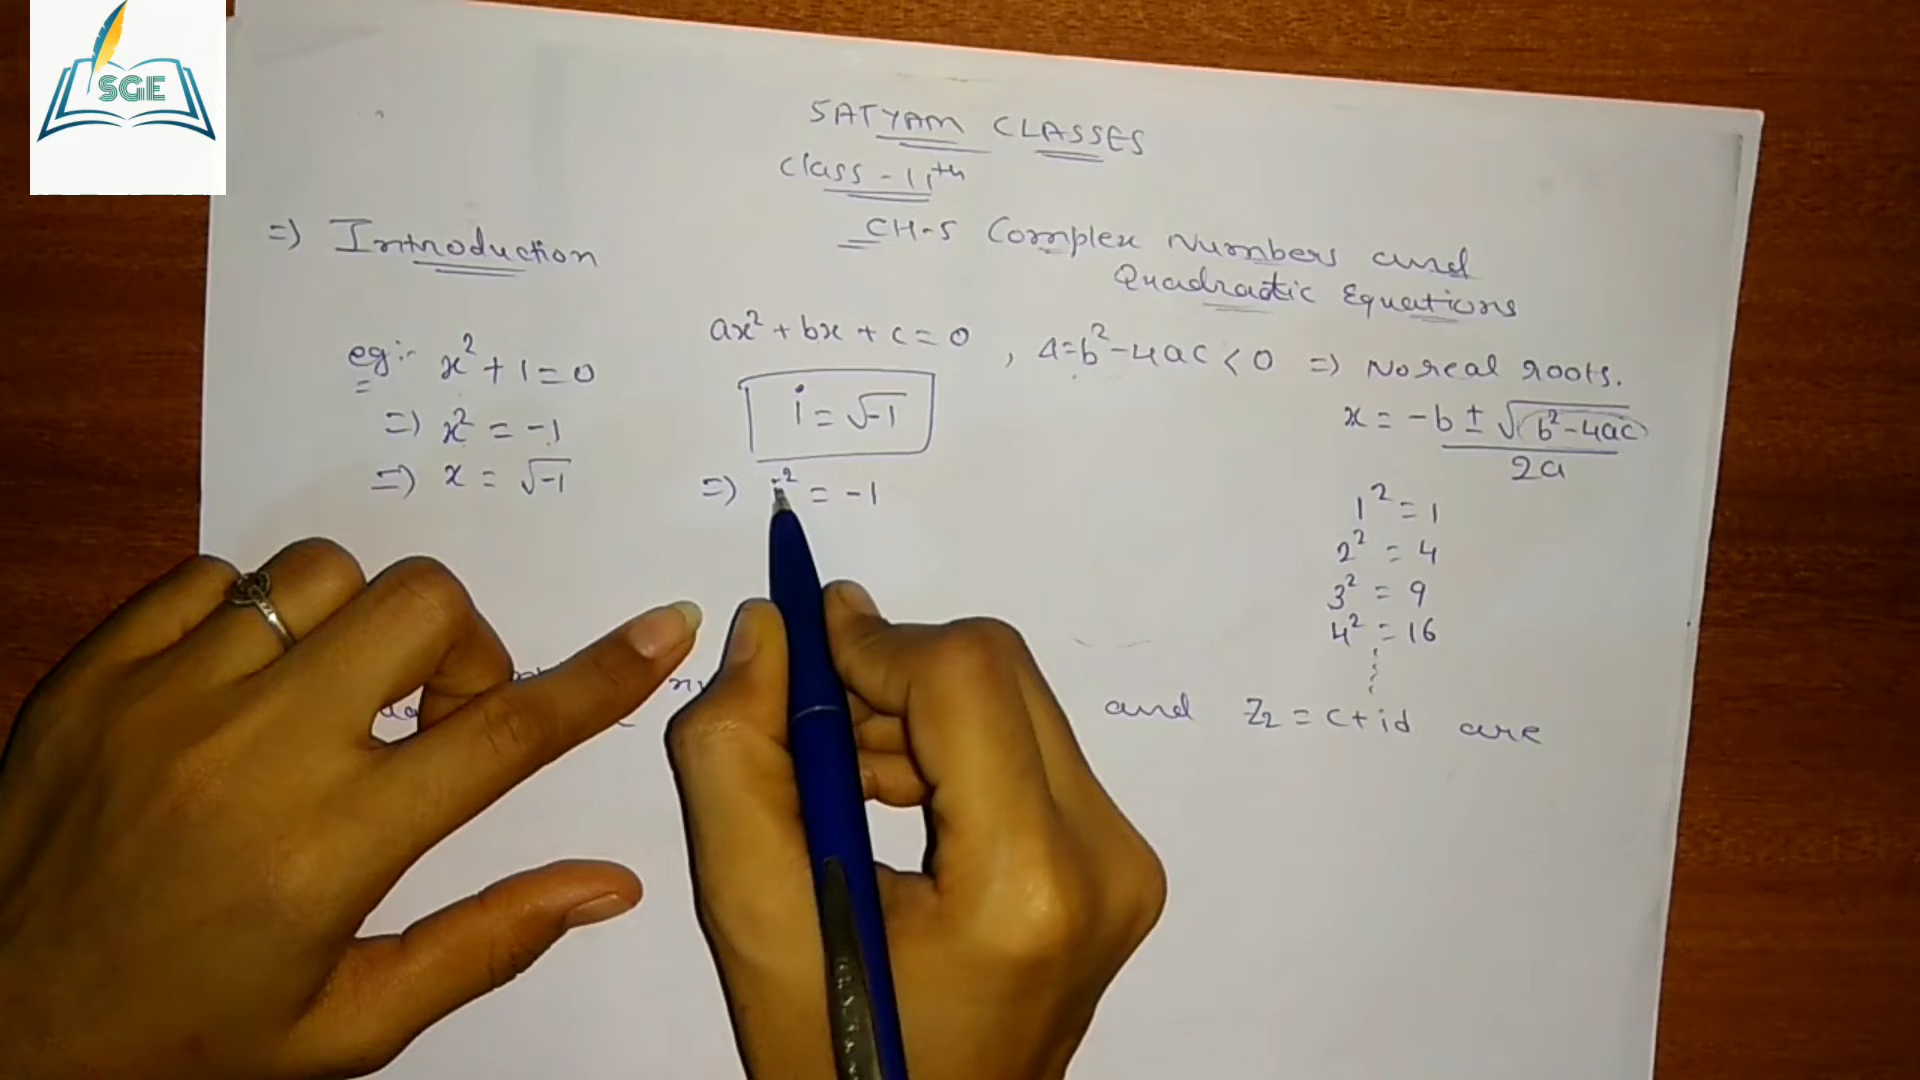 SGE
SATYAM CLASSES
Class - 11th
CH-5 Complex Numbers and
Quadratic Equations
=) Introduction
eg:- x² + 1 = 0
=) x² = -1
=) x = √-1
ax² + bx + c = 0 , Δ=b²-4ac < 0 =) No real roots.
i = √-1
=) i² = -1
x = -b ± √b²-4ac
2a
1² = 1
2² = 4
3² = 9
4² = 16
and Z₂ = c + id are